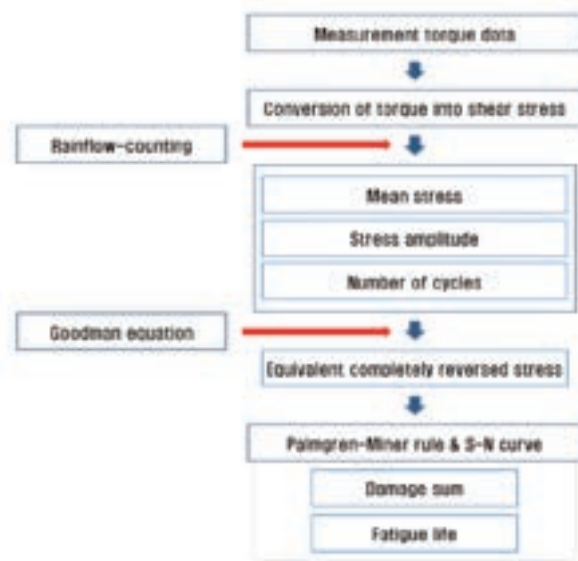 Measurement torque data
Conversion of torque into shear stress
Rainflow-counting
Mean stress
Stress amplitude
Number of cycles
Goodman equation
Equivalent completely reversed stress
Palmgren-Miner rule & S-N curve
Damage sum
Fatigue life